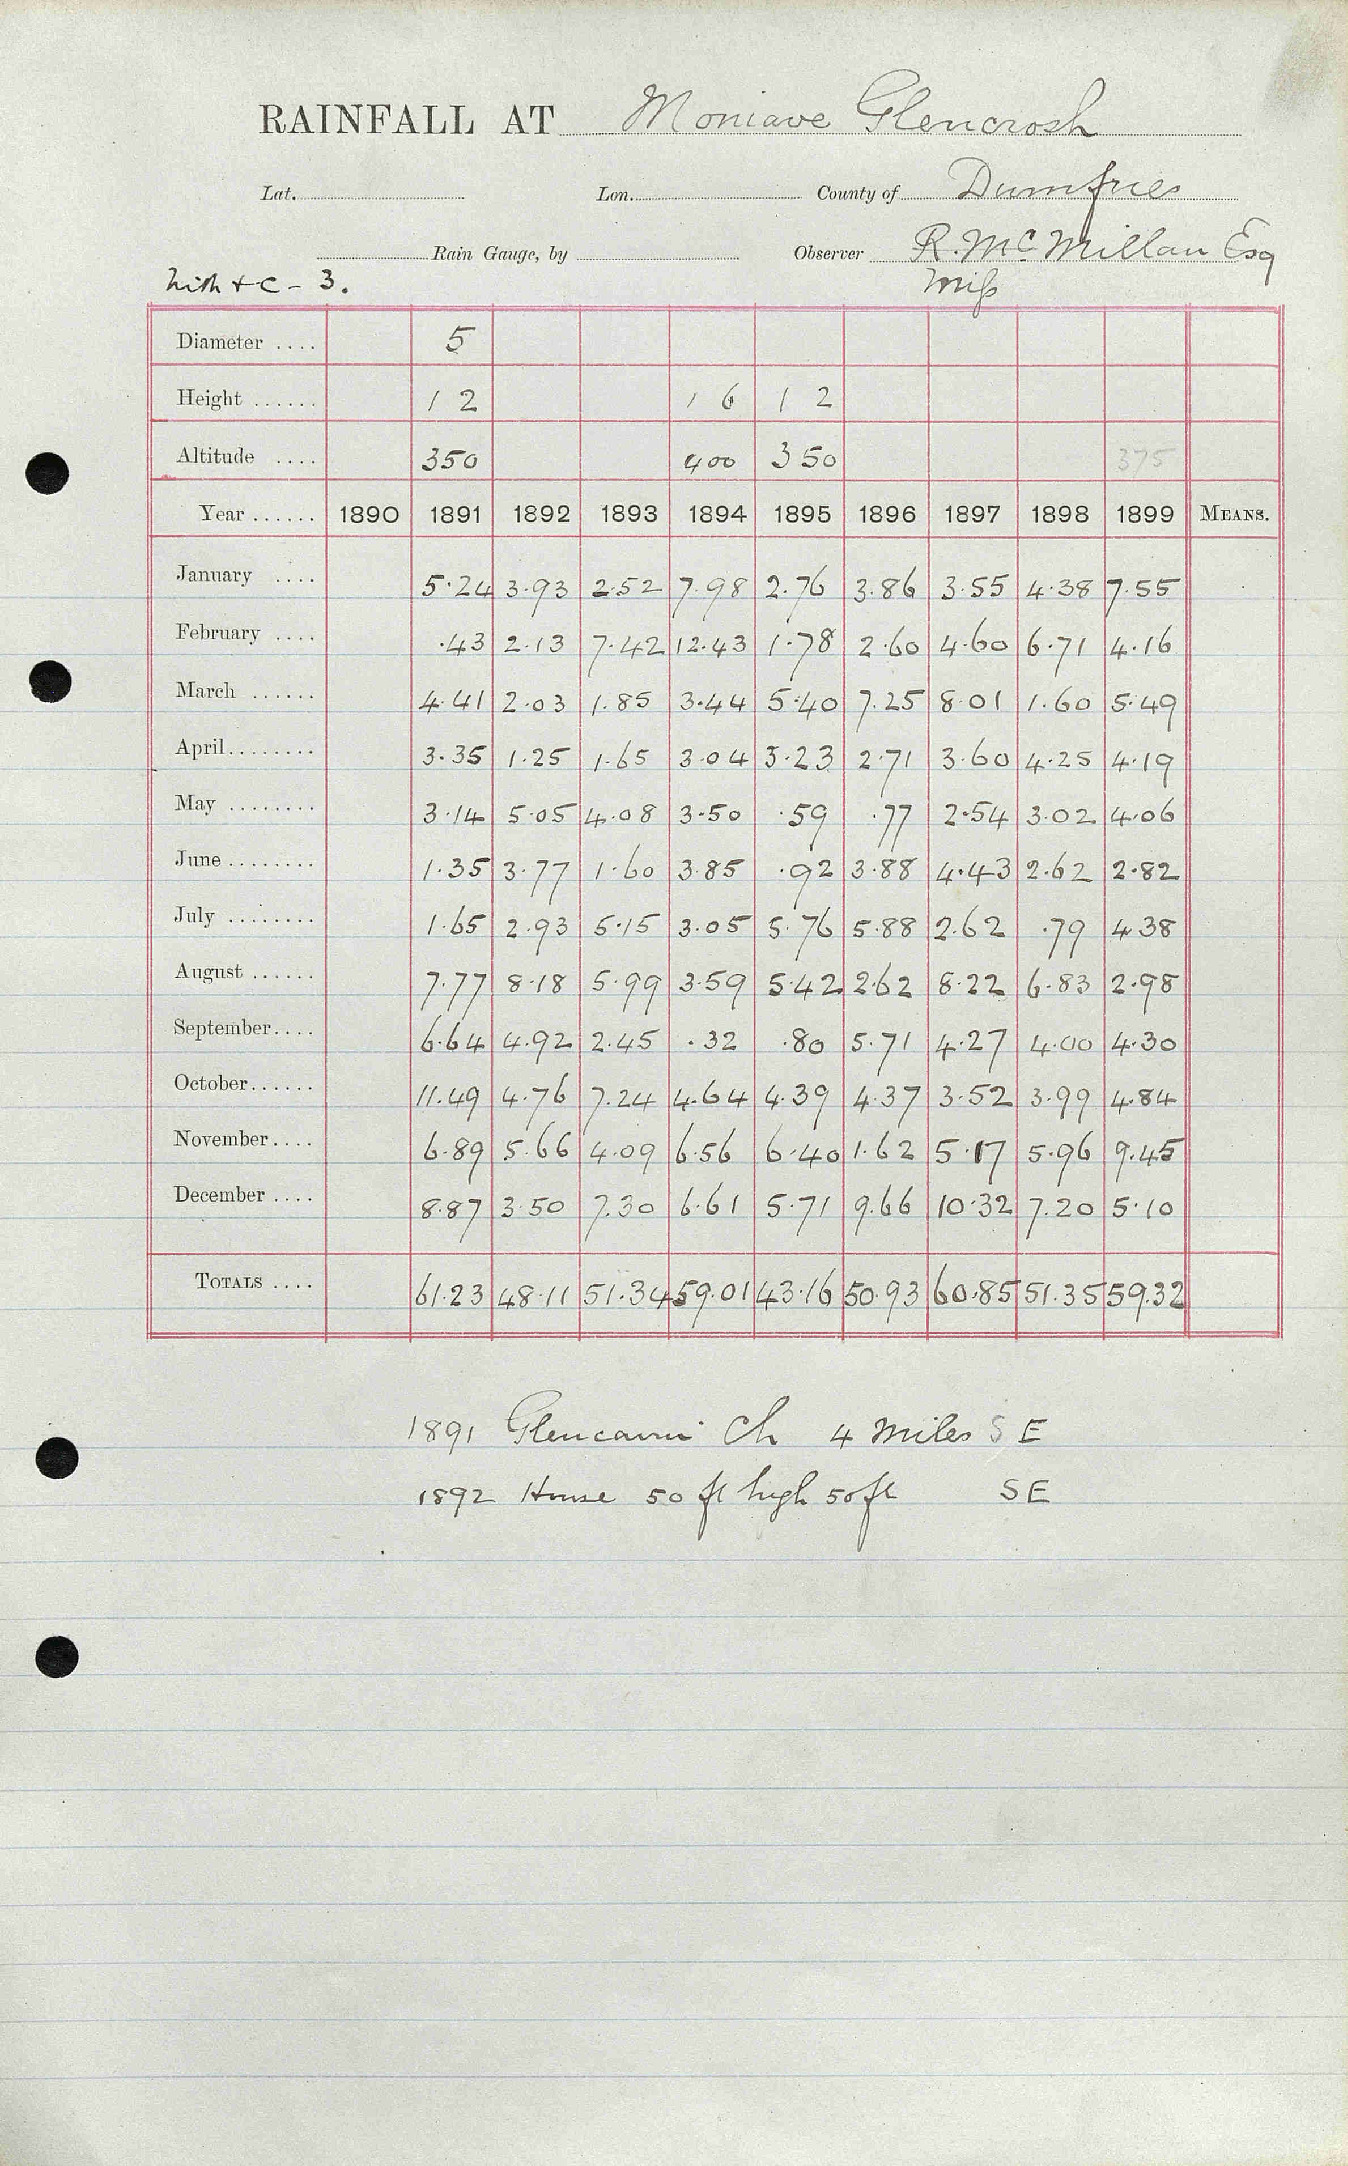 RAINFALL AT Moniave Glencrosh
Lat. Lon. County of Dumfries
Rain Gauge, by Observer R. McMillan Esq
Nith + C - 3. Miss
Diameter .... 5
Height ...... 1 2 1 6 1 2
Altitude .... 350 400 350 375
Year ...... 1890 1891 1892 1893 1894 1895 1896 1897 1898 1899 MEANS.
January .... 5.24 3.93 2.52 7.98 2.76 3.86 3.55 4.38 7.55
February .... .43 2.13 7.42 12.43 1.78 2.60 4.60 6.71 4.16
March ...... 4.41 2.03 1.85 3.44 5.40 7.25 8.01 1.60 5.49
April........ 3.35 1.25 1.65 3.04 3.23 2.71 3.60 4.25 4.19
May ........ 3.14 5.05 4.08 3.50 .59 .77 2.54 3.02 4.06
June ........ 1.35 3.77 1.60 3.85 .92 3.88 4.43 2.62 2.82
July ........ 1.65 2.93 5.15 3.05 5.76 5.88 2.62 .79 4.38
August ...... 7.77 8.18 5.99 3.59 5.42 2.62 8.22 6.83 2.98
September.... 6.64 4.92 2.45 .32 .80 5.71 4.27 4.00 4.30
October...... 11.49 4.76 7.24 4.64 4.39 4.37 3.52 3.99 4.84
November.... 6.89 5.66 4.09 6.56 6.40 1.62 5.17 5.96 9.45
December .... 8.87 3.50 7.30 6.61 5.71 9.66 10.32 7.20 5.10
TOTALS .... 61.23 48.11 51.34 59.01 43.16 50.93 60.85 51.35 59.32
1891 Glencairn Ch 4 miles S E
1892 House 50 ft high 50 ft S E